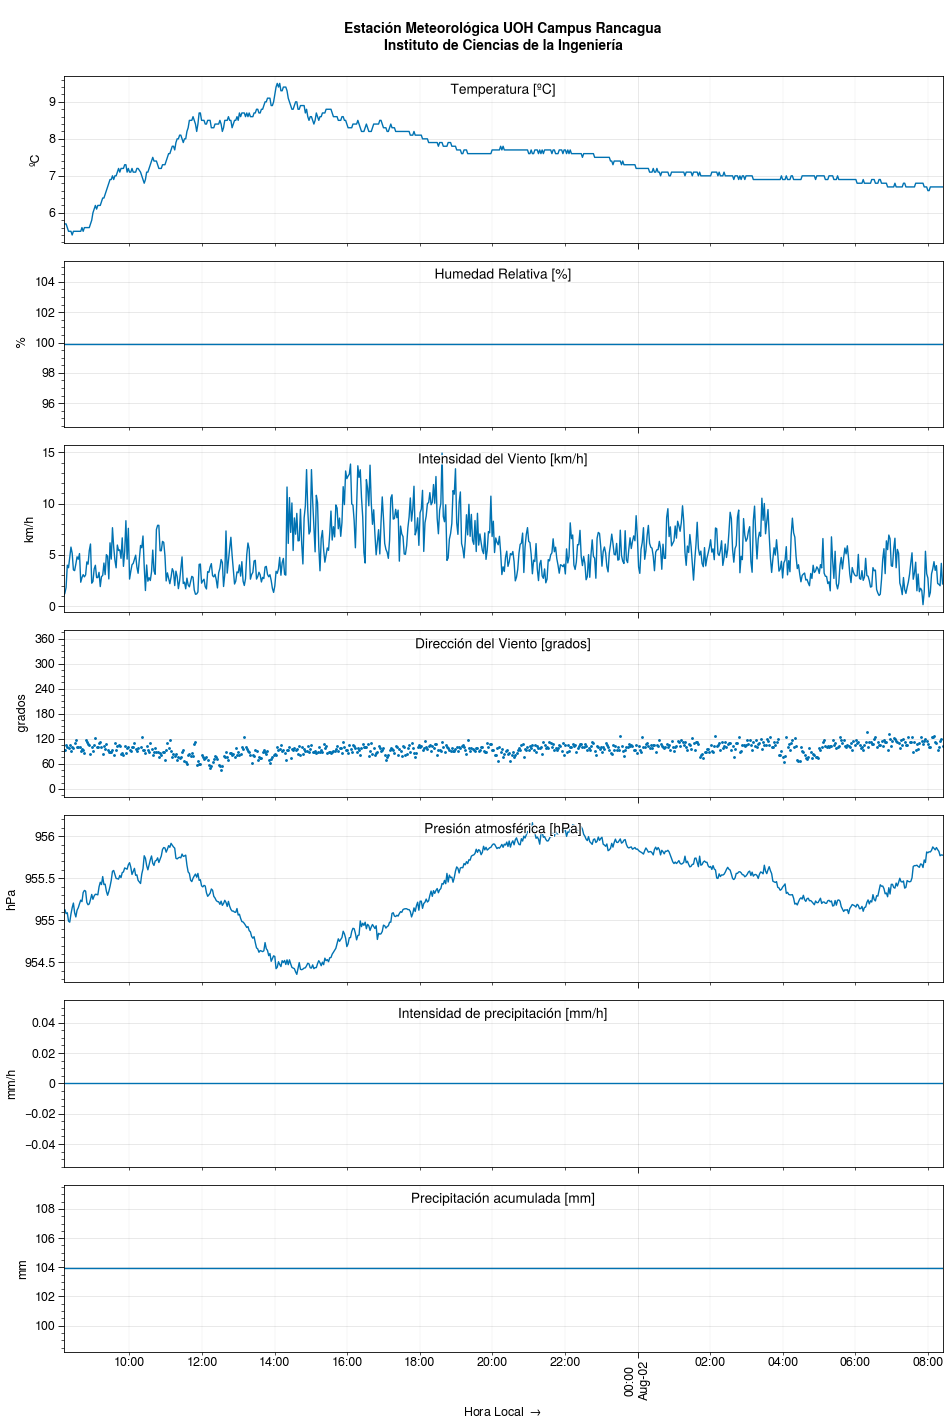 Estación Meteorológica UOH Campus Rancagua
Instituto de Ciencias de la Ingeniería
Temperatura [ºC]
ºC
9
8
7
6
Humedad Relativa [%]
%
104
102
100
98
96
Intensidad del Viento [km/h]
km/h
15
10
5
0
Dirección del Viento [grados]
grados
360
300
240
180
120
60
0
Presión atmosférica [hPa]
hPa
956
955.5
955
954.5
Intensidad de precipitación [mm/h]
mm/h
0.04
0.02
0
−0.02
−0.04
Precipitación acumulada [mm]
mm
108
106
104
102
100
10:00 12:00 14:00 16:00 18:00 20:00 22:00 00:00 02:00 04:00 06:00 08:00
Aug-02
Hora Local →